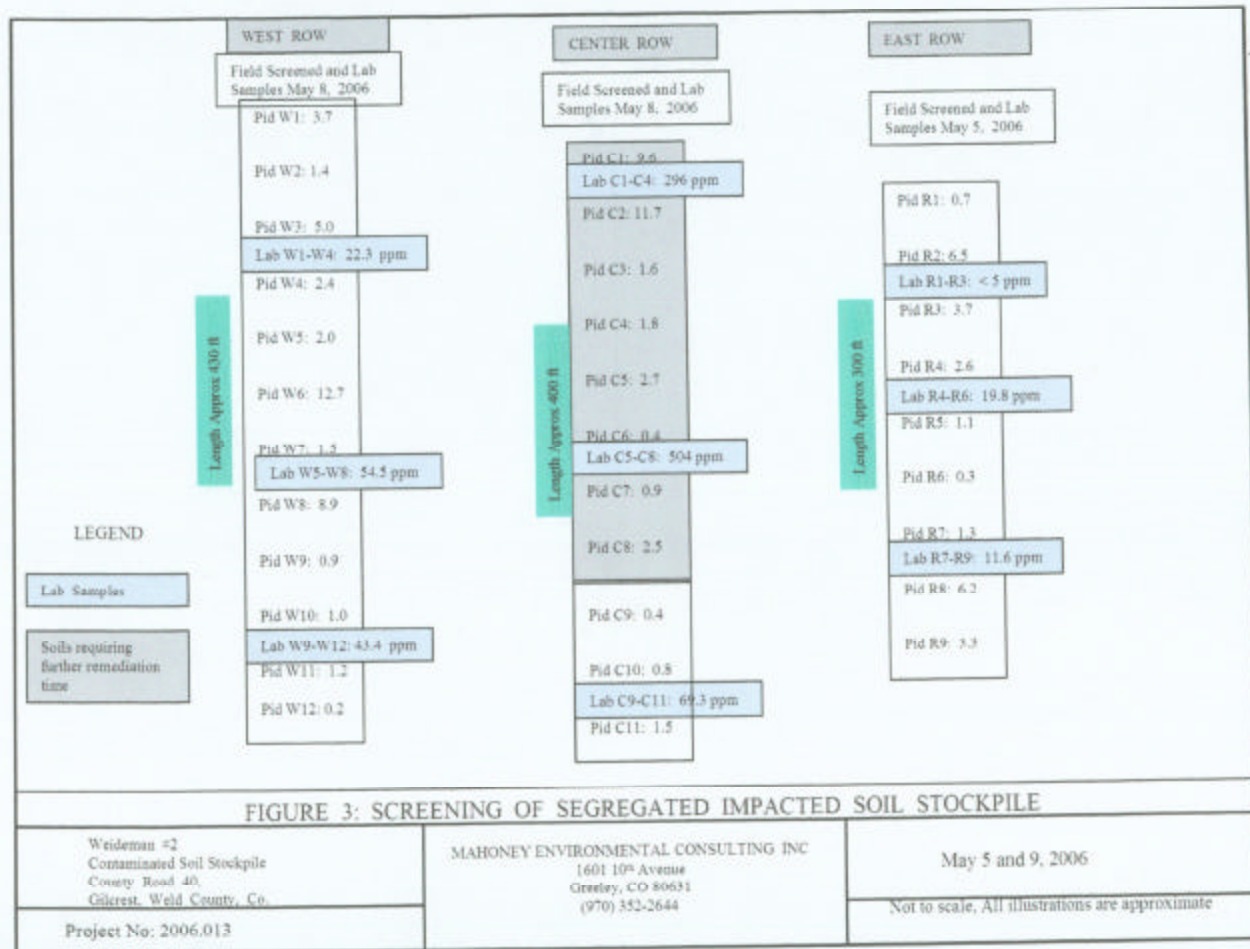 WEST ROW
Field Screened and Lab
Samples May 8, 2006
Pid W1: 3.7
Pid W2: 1.4
Pid W3: 5.0
Lab W1-W4: 22.3 ppm
Pid W4: 2.4
Pid W5: 2.0
Pid W6: 12.7
Pid W7: 1.5
Lab W5-W8: 54.5 ppm
Pid W8: 8.9
Pid W9: 0.9
Pid W10: 1.0
Lab W9-W12: 43.4 ppm
Pid W11: 1.2
Pid W12: 0.2
Length Approx 430 ft
CENTER ROW
Field Screened and Lab
Samples May 8, 2006
Pid C1: 9.6
Lab C1-C4: 296 ppm
Pid C2: 11.7
Pid C3: 1.6
Pid C4: 1.8
Pid C5: 2.7
Pid C6: 0.4
Lab C5-C8: 504 ppm
Pid C7: 0.9
Pid C8: 2.5
Pid C9: 0.4
Pid C10: 0.8
Lab C9-C11: 69.3 ppm
Pid C11: 1.5
Length Approx 400 ft
EAST ROW
Field Screened and Lab
Samples May 5, 2006
Pid R1: 0.7
Pid R2: 6.5
Lab R1-R3: < 5 ppm
Pid R3: 3.7
Pid R4: 2.6
Lab R4-R6: 19.8 ppm
Pid R5: 1.1
Pid R6: 0.3
Pid R7: 1.3
Lab R7-R9: 11.6 ppm
Pid R8: 6.2
Pid R9: 3.3
Length Approx 300 ft
LEGEND
Lab Samples
Soils requiring
further remediation
time
FIGURE 3: SCREENING OF SEGREGATED IMPACTED SOIL STOCKPILE
Weideman #2
Contaminated Soil Stockpile
County Road 40,
Gilcrest, Weld County, Co.
Project No: 2006.013
MAHONEY ENVIRONMENTAL CONSULTING INC
1601 10th Avenue
Greeley, CO 80631
(970) 352-2644
May 5 and 9, 2006
Not to scale, All illustrations are approximate